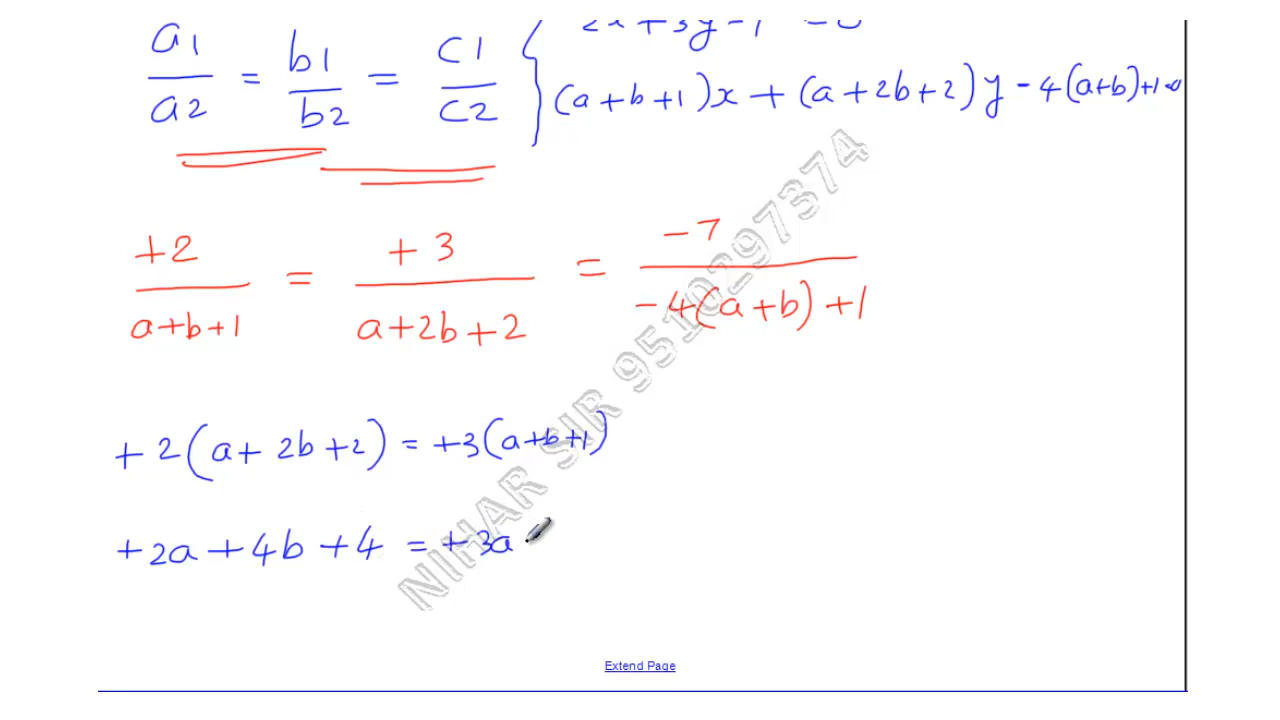 a1/a2 = b1/b2 = c1/c2 {
(a+b+1)x + (a+2b+2)y - 4(a+b)+1=0
+2/(a+b+1) = +3/(a+2b+2) = -7/(-4(a+b)+1)
+2(a+2b+2) = +3(a+b+1)
+2a+4b+4 = +3a
NIHAR SIR 9510297374
Extend Page